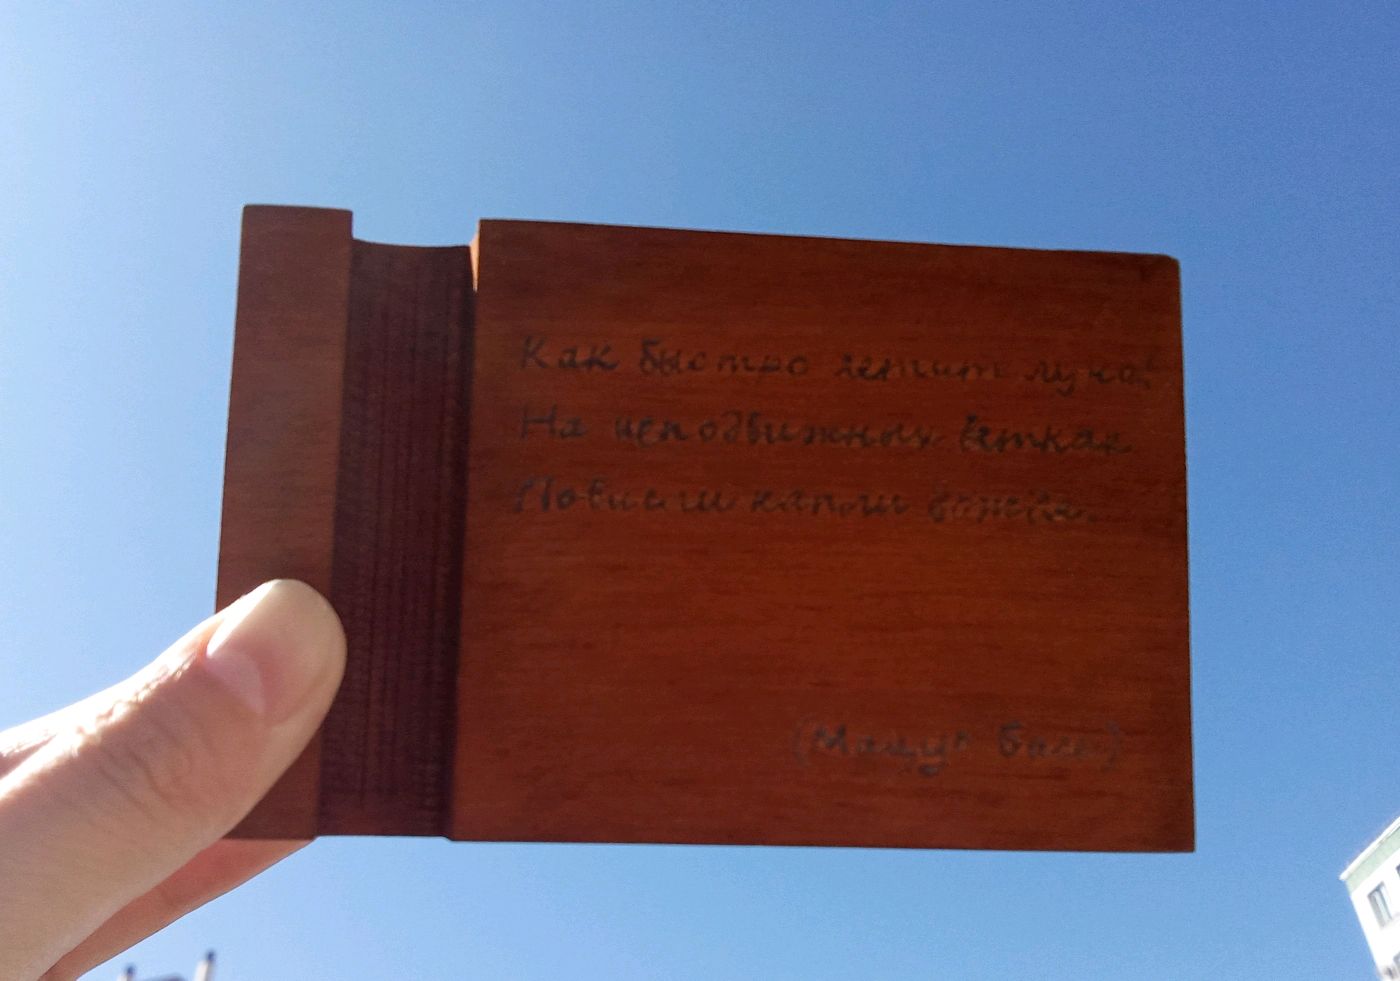 Как быстро летит луна!
На неподвижных ветках
Повисли капли дождя.
(Мацуо Басё)